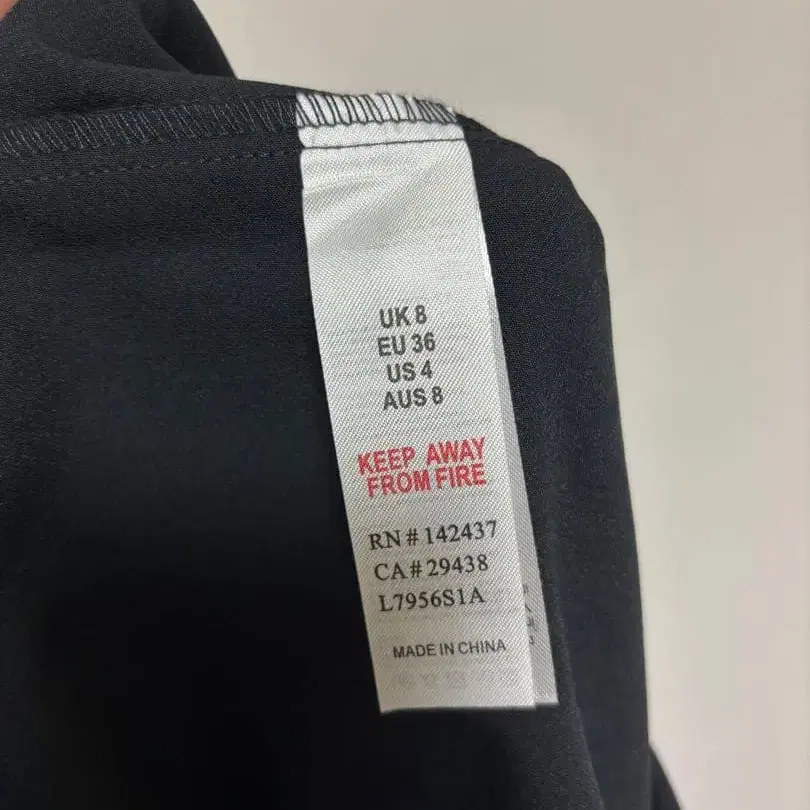 UK 8
EU 36
US 4
AUS 8
KEEP AWAY
FROM FIRE
RN # 142437
CA # 29438
L7956S1A
MADE IN CHINA